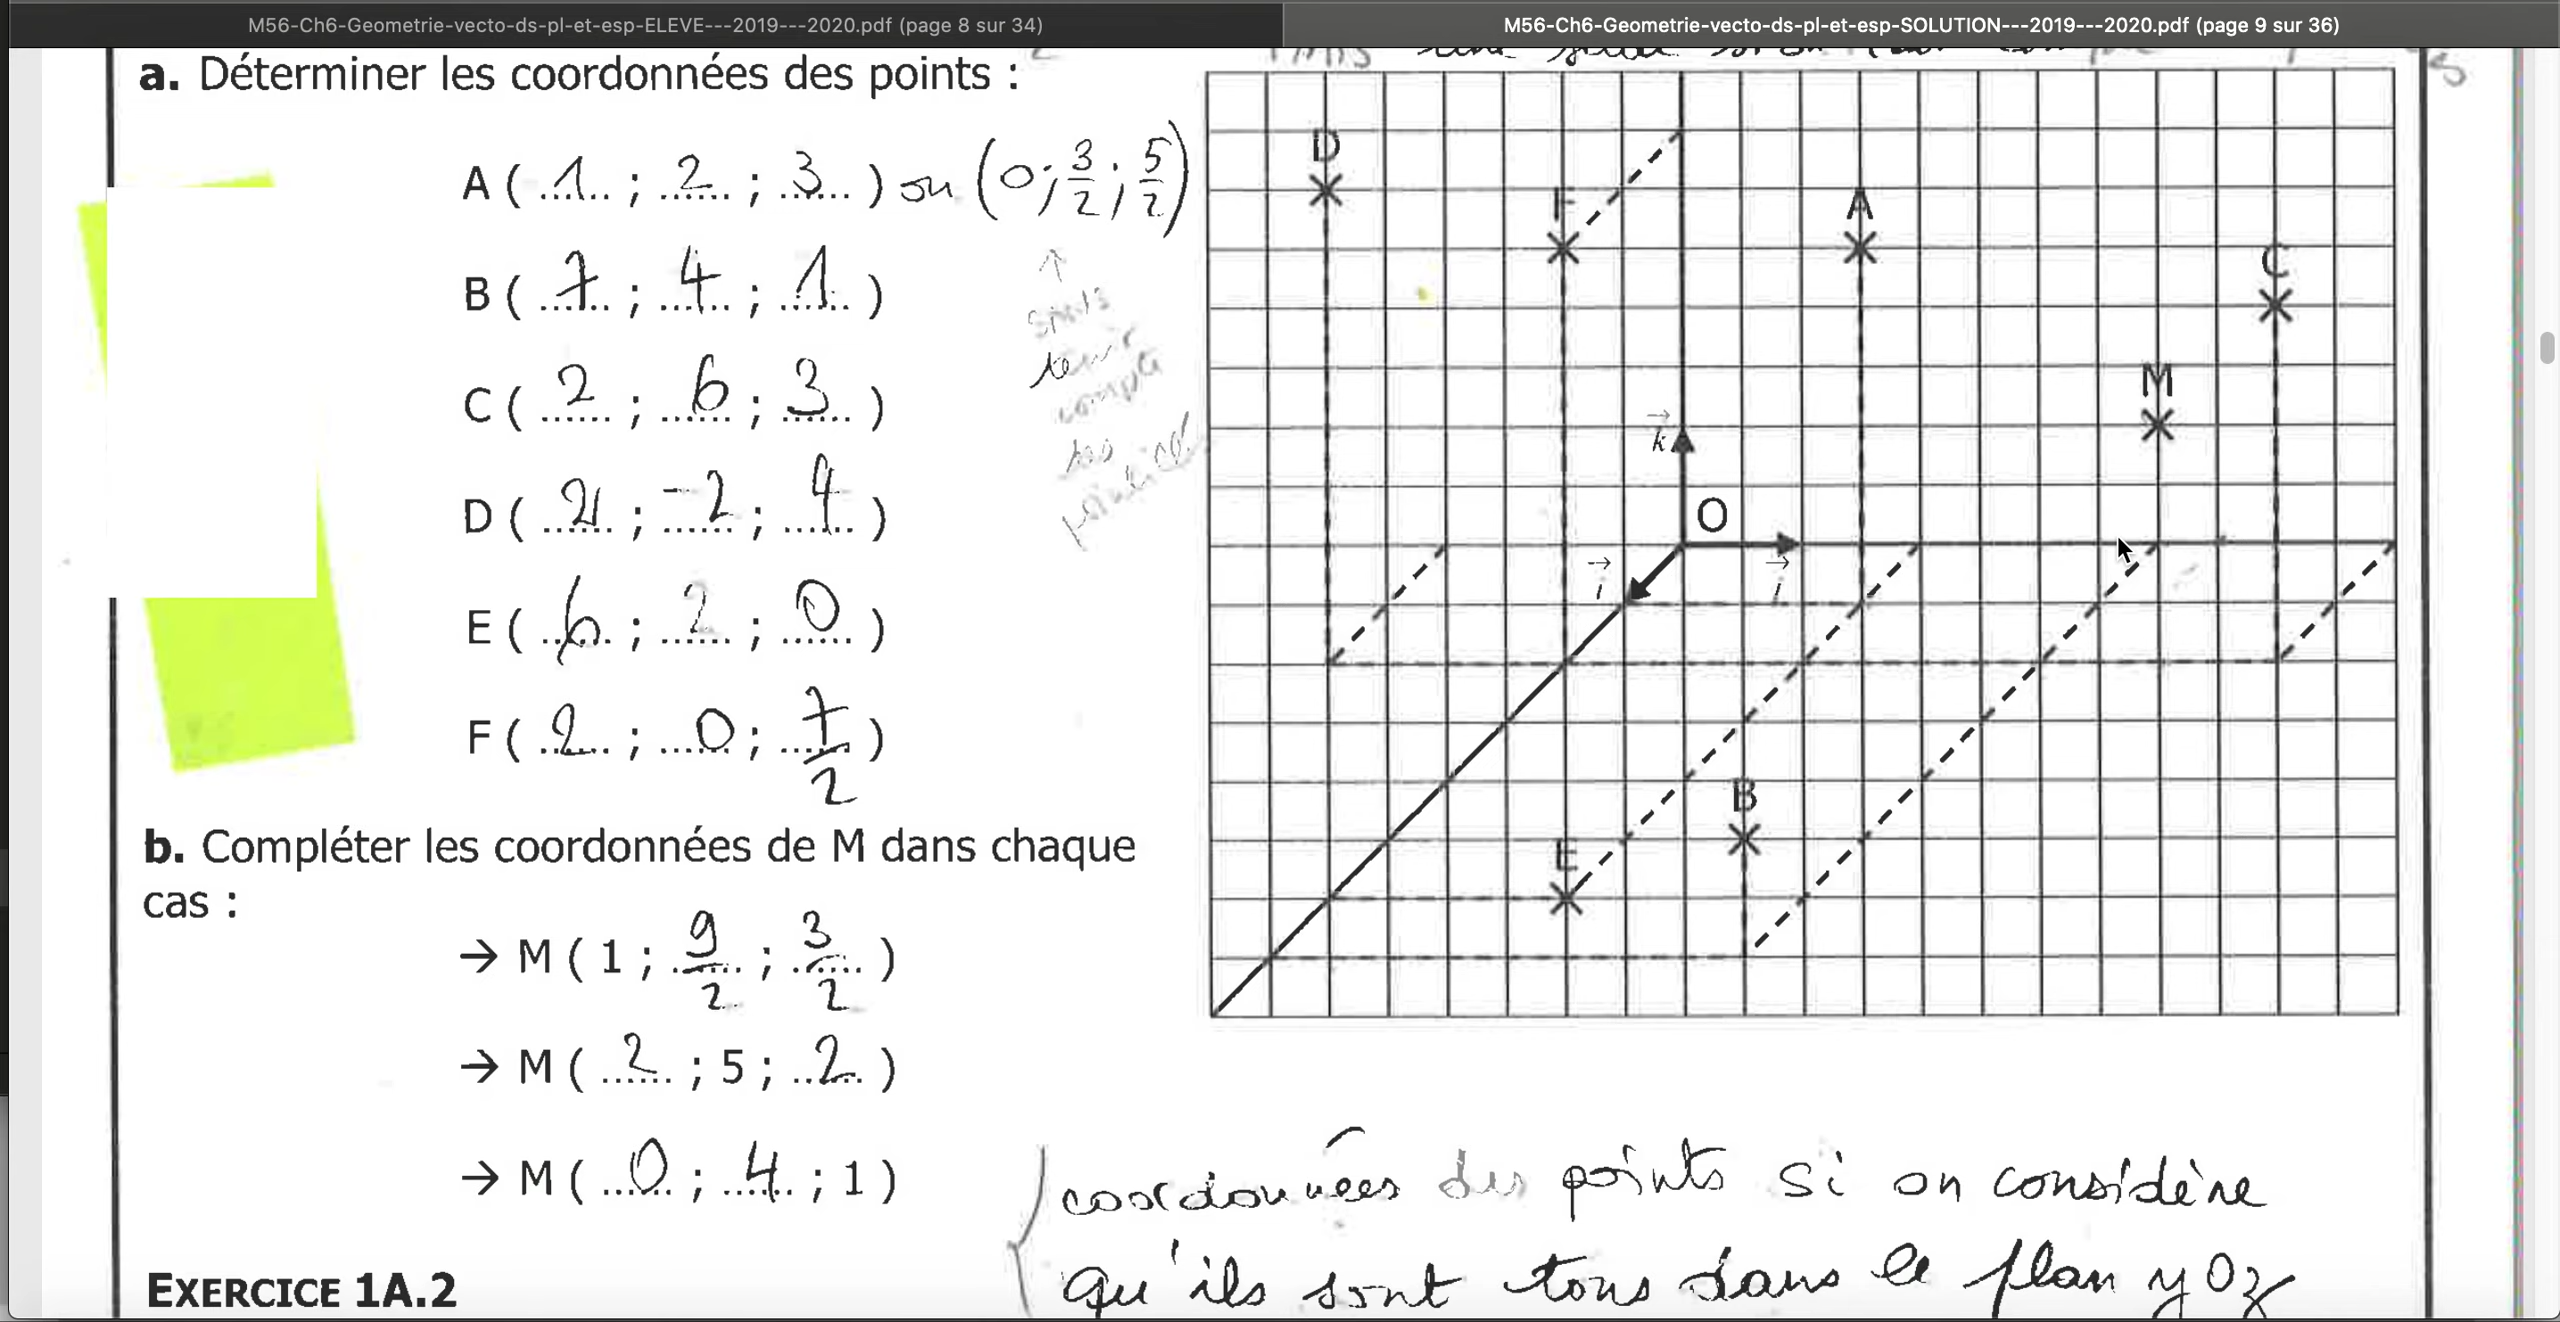 M56-Ch6-Geometrie-vecto-ds-pl-et-esp-ELEVE---2019---2020.pdf (page 8 sur 34)
M56-Ch6-Geometrie-vecto-ds-pl-et-esp-SOLUTION---2019---2020.pdf (page 9 sur 36)
a. Déterminer les coordonnées des points :
A ( 1 ; 2 ; 3 ) ou (0 ; 3/2 ; 5/2)
B ( 7 ; 4 ; 1 )
C ( 2 ; 6 ; 3 )
D ( 2 ; -2 ; 4 )
E ( 6 ; 2 ; 0 )
F ( 2 ; 0 ; 7/2 )
↑
sans
tenir
compte
des
b. Compléter les coordonnées de M dans chaque
cas :
→ M ( 1 ; 9/2 ; 3/2 )
→ M ( 2 ; 5 ; 2 )
→ M ( 0 ; 4 ; 1 )
EXERCICE 1A.2
D
F
A
C
M
k
O
i
j
B
E
coordonnées des points si on considère
qu'ils sont tous dans le plan yOz